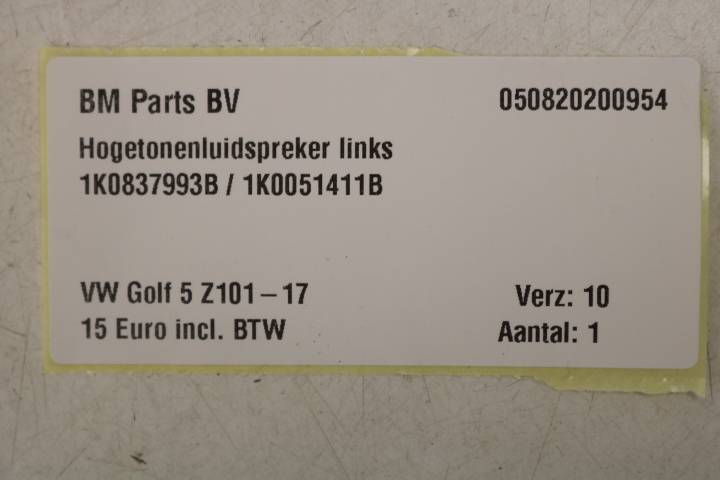 BM Parts BV 050820200954
Hogetonenluidspreker links
1K0837993B / 1K0051411B
VW Golf 5 Z101-17 Verz: 10
15 Euro incl. BTW Aantal: 1